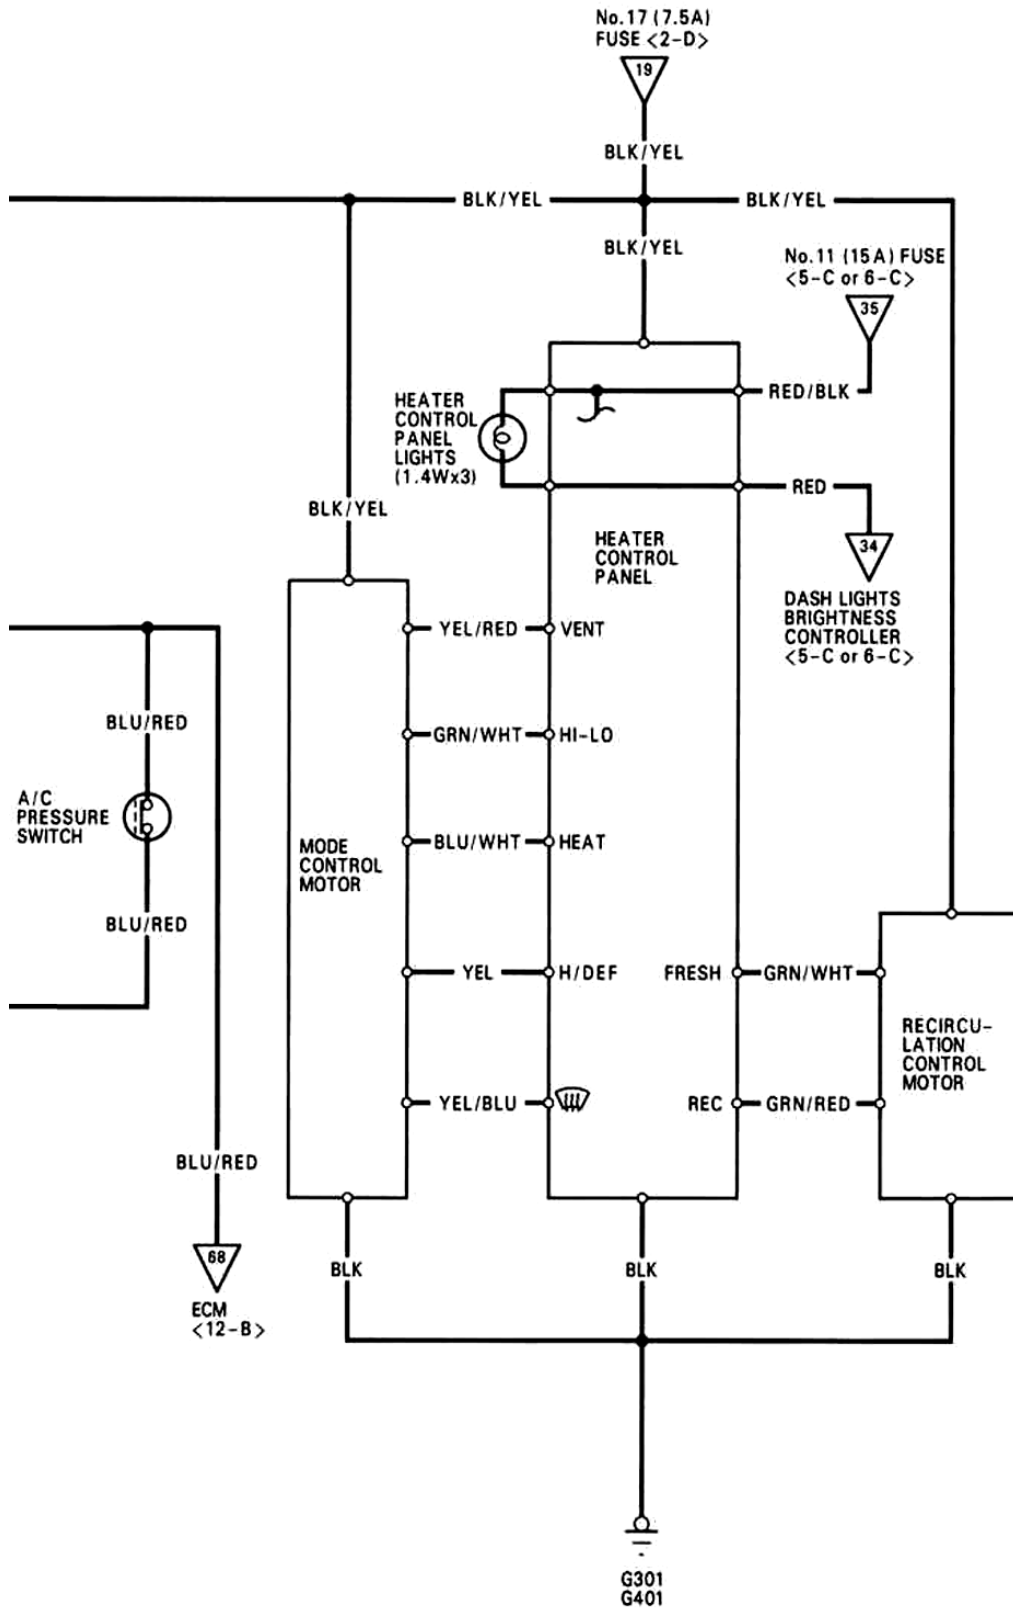 No.17 (7.5A)
FUSE <2-D>
19
BLK/YEL
BLK/YEL
BLK/YEL
BLK/YEL
No.11 (15A) FUSE
<5-C or 6-C>
35
HEATER
CONTROL
PANEL
LIGHTS
(1.4Wx3)
RED/BLK
RED
BLK/YEL
HEATER
CONTROL
PANEL
34
DASH LIGHTS
BRIGHTNESS
CONTROLLER
<5-C or 6-C>
YEL/RED
VENT
BLU/RED
GRN/WHT
HI-LO
A/C
PRESSURE
SWITCH
MODE
CONTROL
MOTOR
BLU/WHT
HEAT
BLU/RED
YEL
H/DEF
FRESH
GRN/WHT
RECIRCU-
LATION
CONTROL
MOTOR
YEL/BLU
REC
GRN/RED
BLU/RED
68
ECM
<12-B>
BLK
BLK
BLK
G301
G401